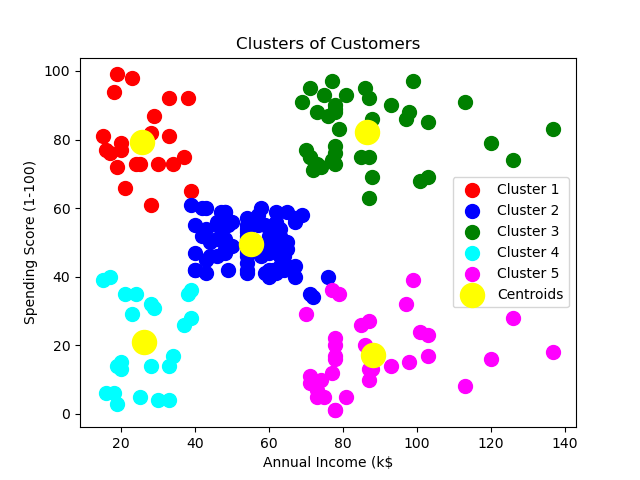 Clusters of Customers
100
80
60
40
20
0
Spending Score (1-100)
Cluster 1
Cluster 2
Cluster 3
Cluster 4
Cluster 5
Centroids
20 40 60 80 100 120 140
Annual Income (k$